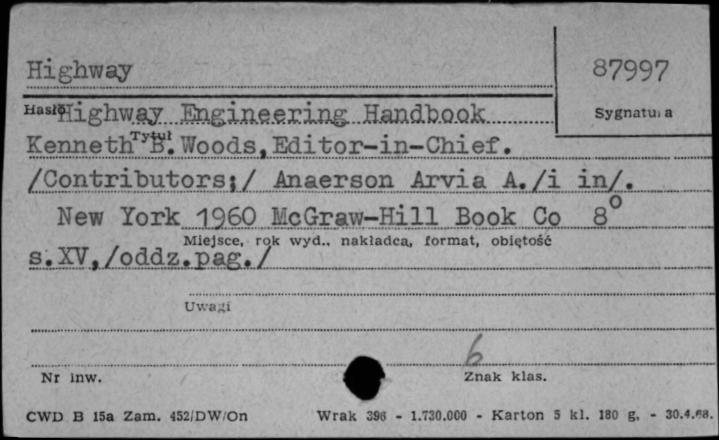 Highway
87997
Hasło
Sygnatura
Highway Engineering Handbook
Tytuł
Kenneth B. Woods, Editor-in-Chief.
/Contributors;/ Anaerson Arvia A./i in/.
New York 1960 McGraw-Hill Book Co 8°
Miejsce, rok wyd., nakładca, format, objętość
s. XV,/oddz.pag./
Uwagi
6
Nr inw. Znak klas.
CWD B 15a Zam. 452/DW/On Wrak 396 - 1.730.000 - Karton 5 kl. 180 g. - 30.4.68.